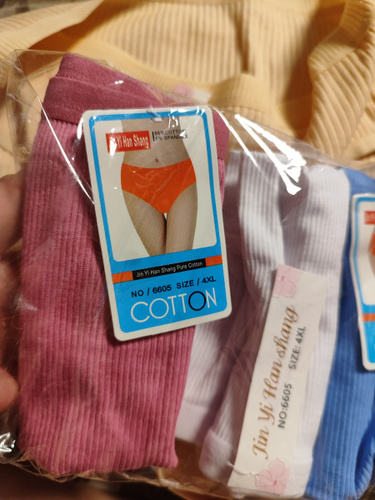 Jin Yi Han Shang
Jin Yi Han Shang Pure Cotton
NO / 6605 SIZE / 4XL
COTTON
Jin Yi Han shang
NO:6605 SIZE:4XL